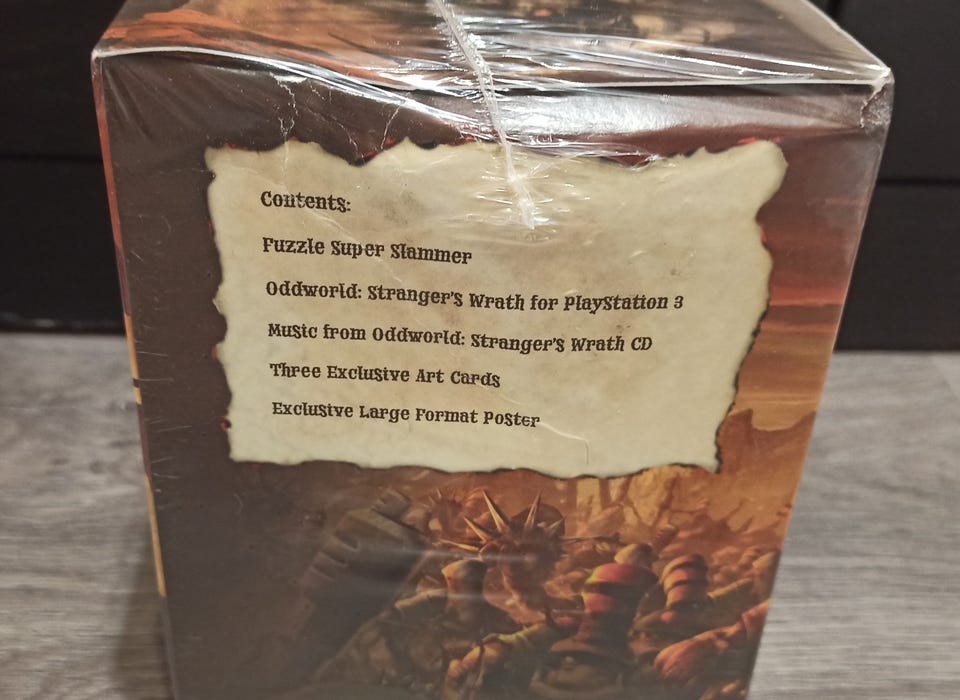 Contents:
Fuzzle Super Slammer
Oddworld: Stranger's Wrath for PlayStation 3
Music from Oddworld: Stranger's Wrath CD
Three Exclusive Art Cards
Exclusive Large Format Poster